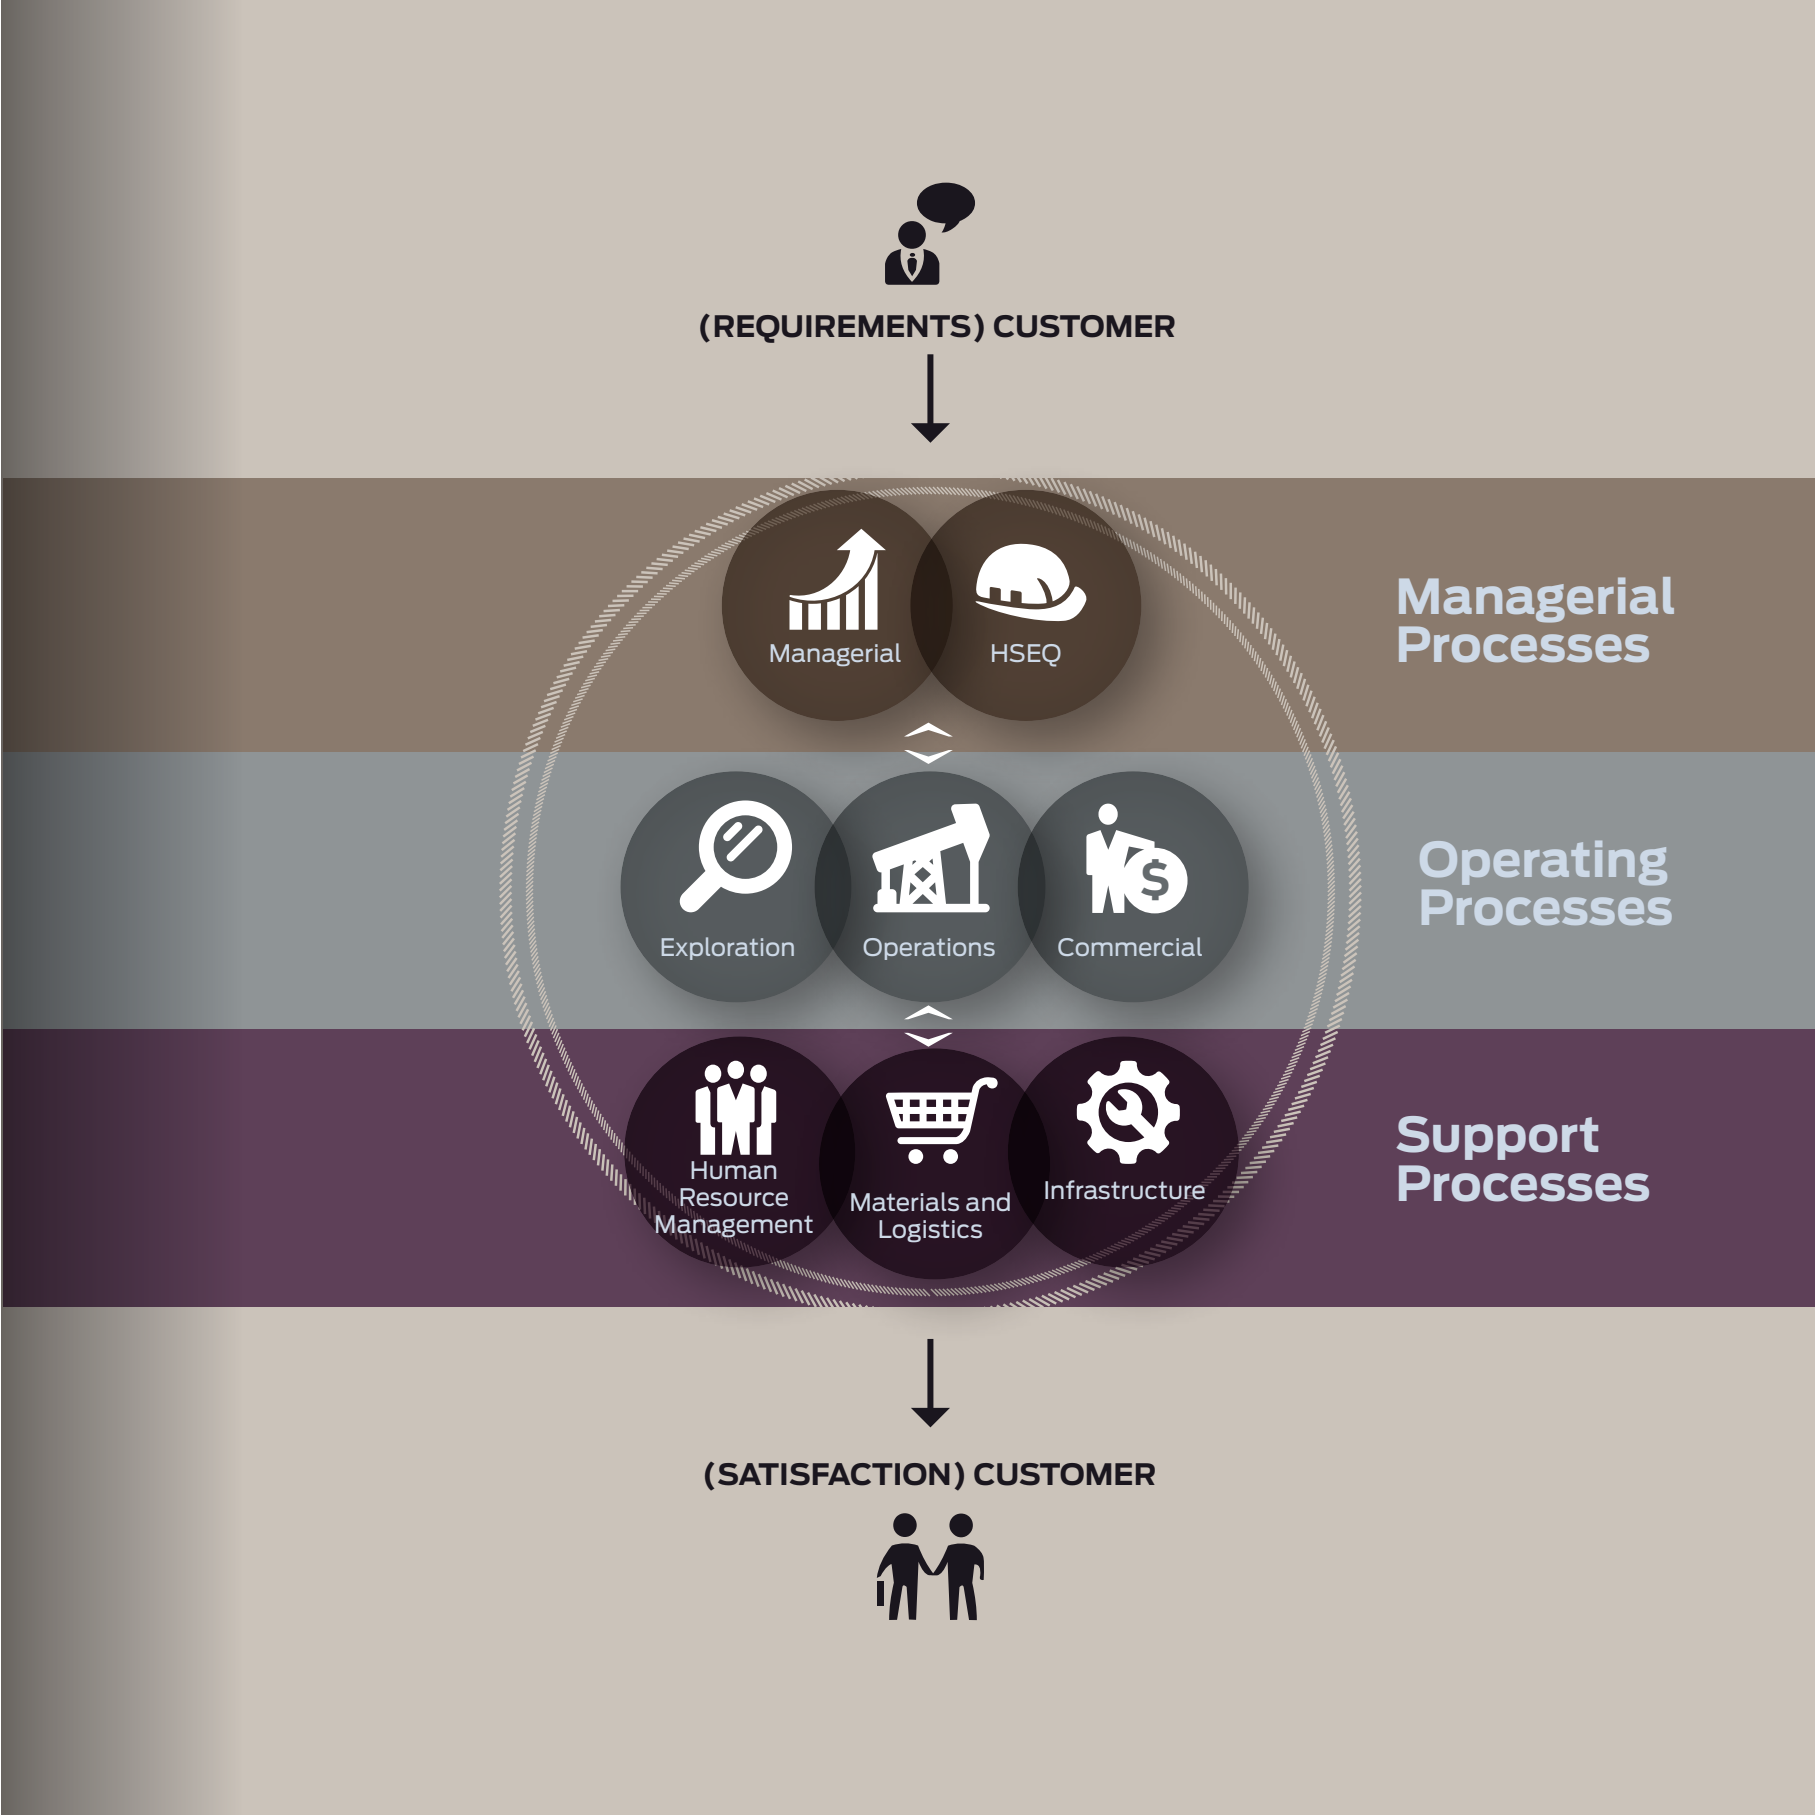 (REQUIREMENTS) CUSTOMER
Managerial
HSEQ
Managerial
Processes
Exploration
Operations
Commercial
Operating
Processes
Human
Resource
Management
Materials and
Logistics
Infrastructure
Support
Processes
(SATISFACTION) CUSTOMER